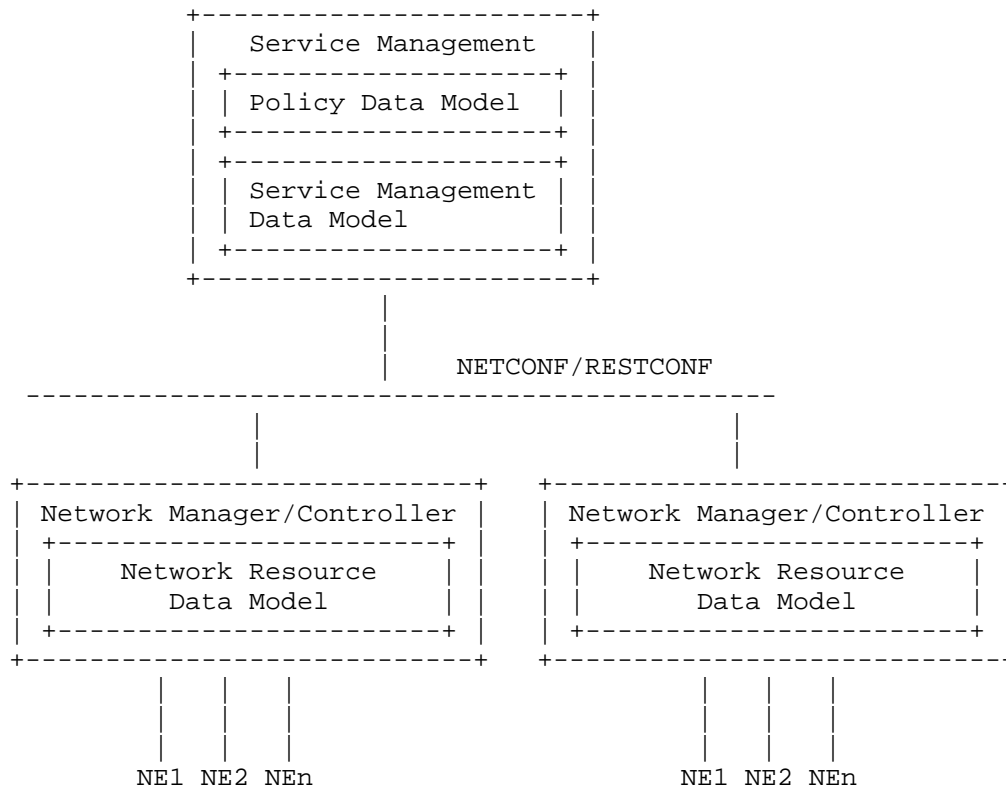 Service Management
Policy Data Model
Service Management
Data Model
NETCONF/RESTCONF
Network Manager/Controller Network Manager/Controller
Network Resource Network Resource
Data Model Data Model
NE1 NE2 NEn NE1 NE2 NEn